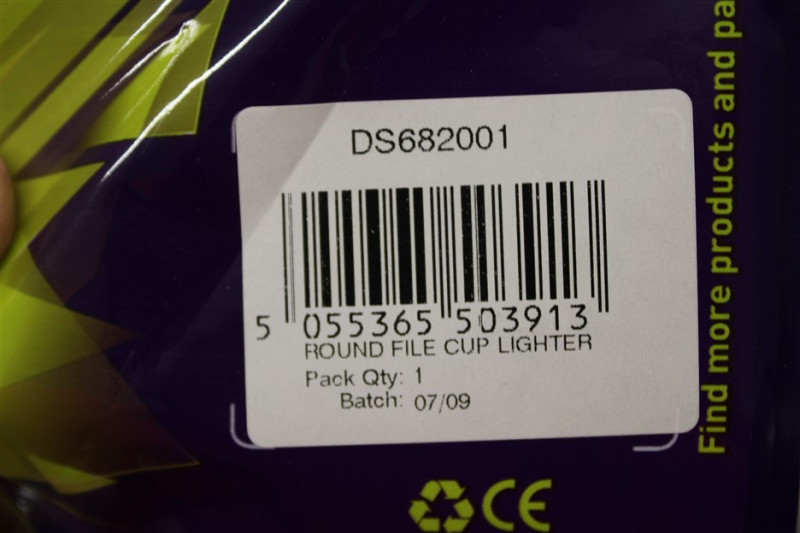 DS682001
5 055365 503913
ROUND FILE CUP LIGHTER
Pack Qty: 1
Batch: 07/09
Find more products and pa
CE